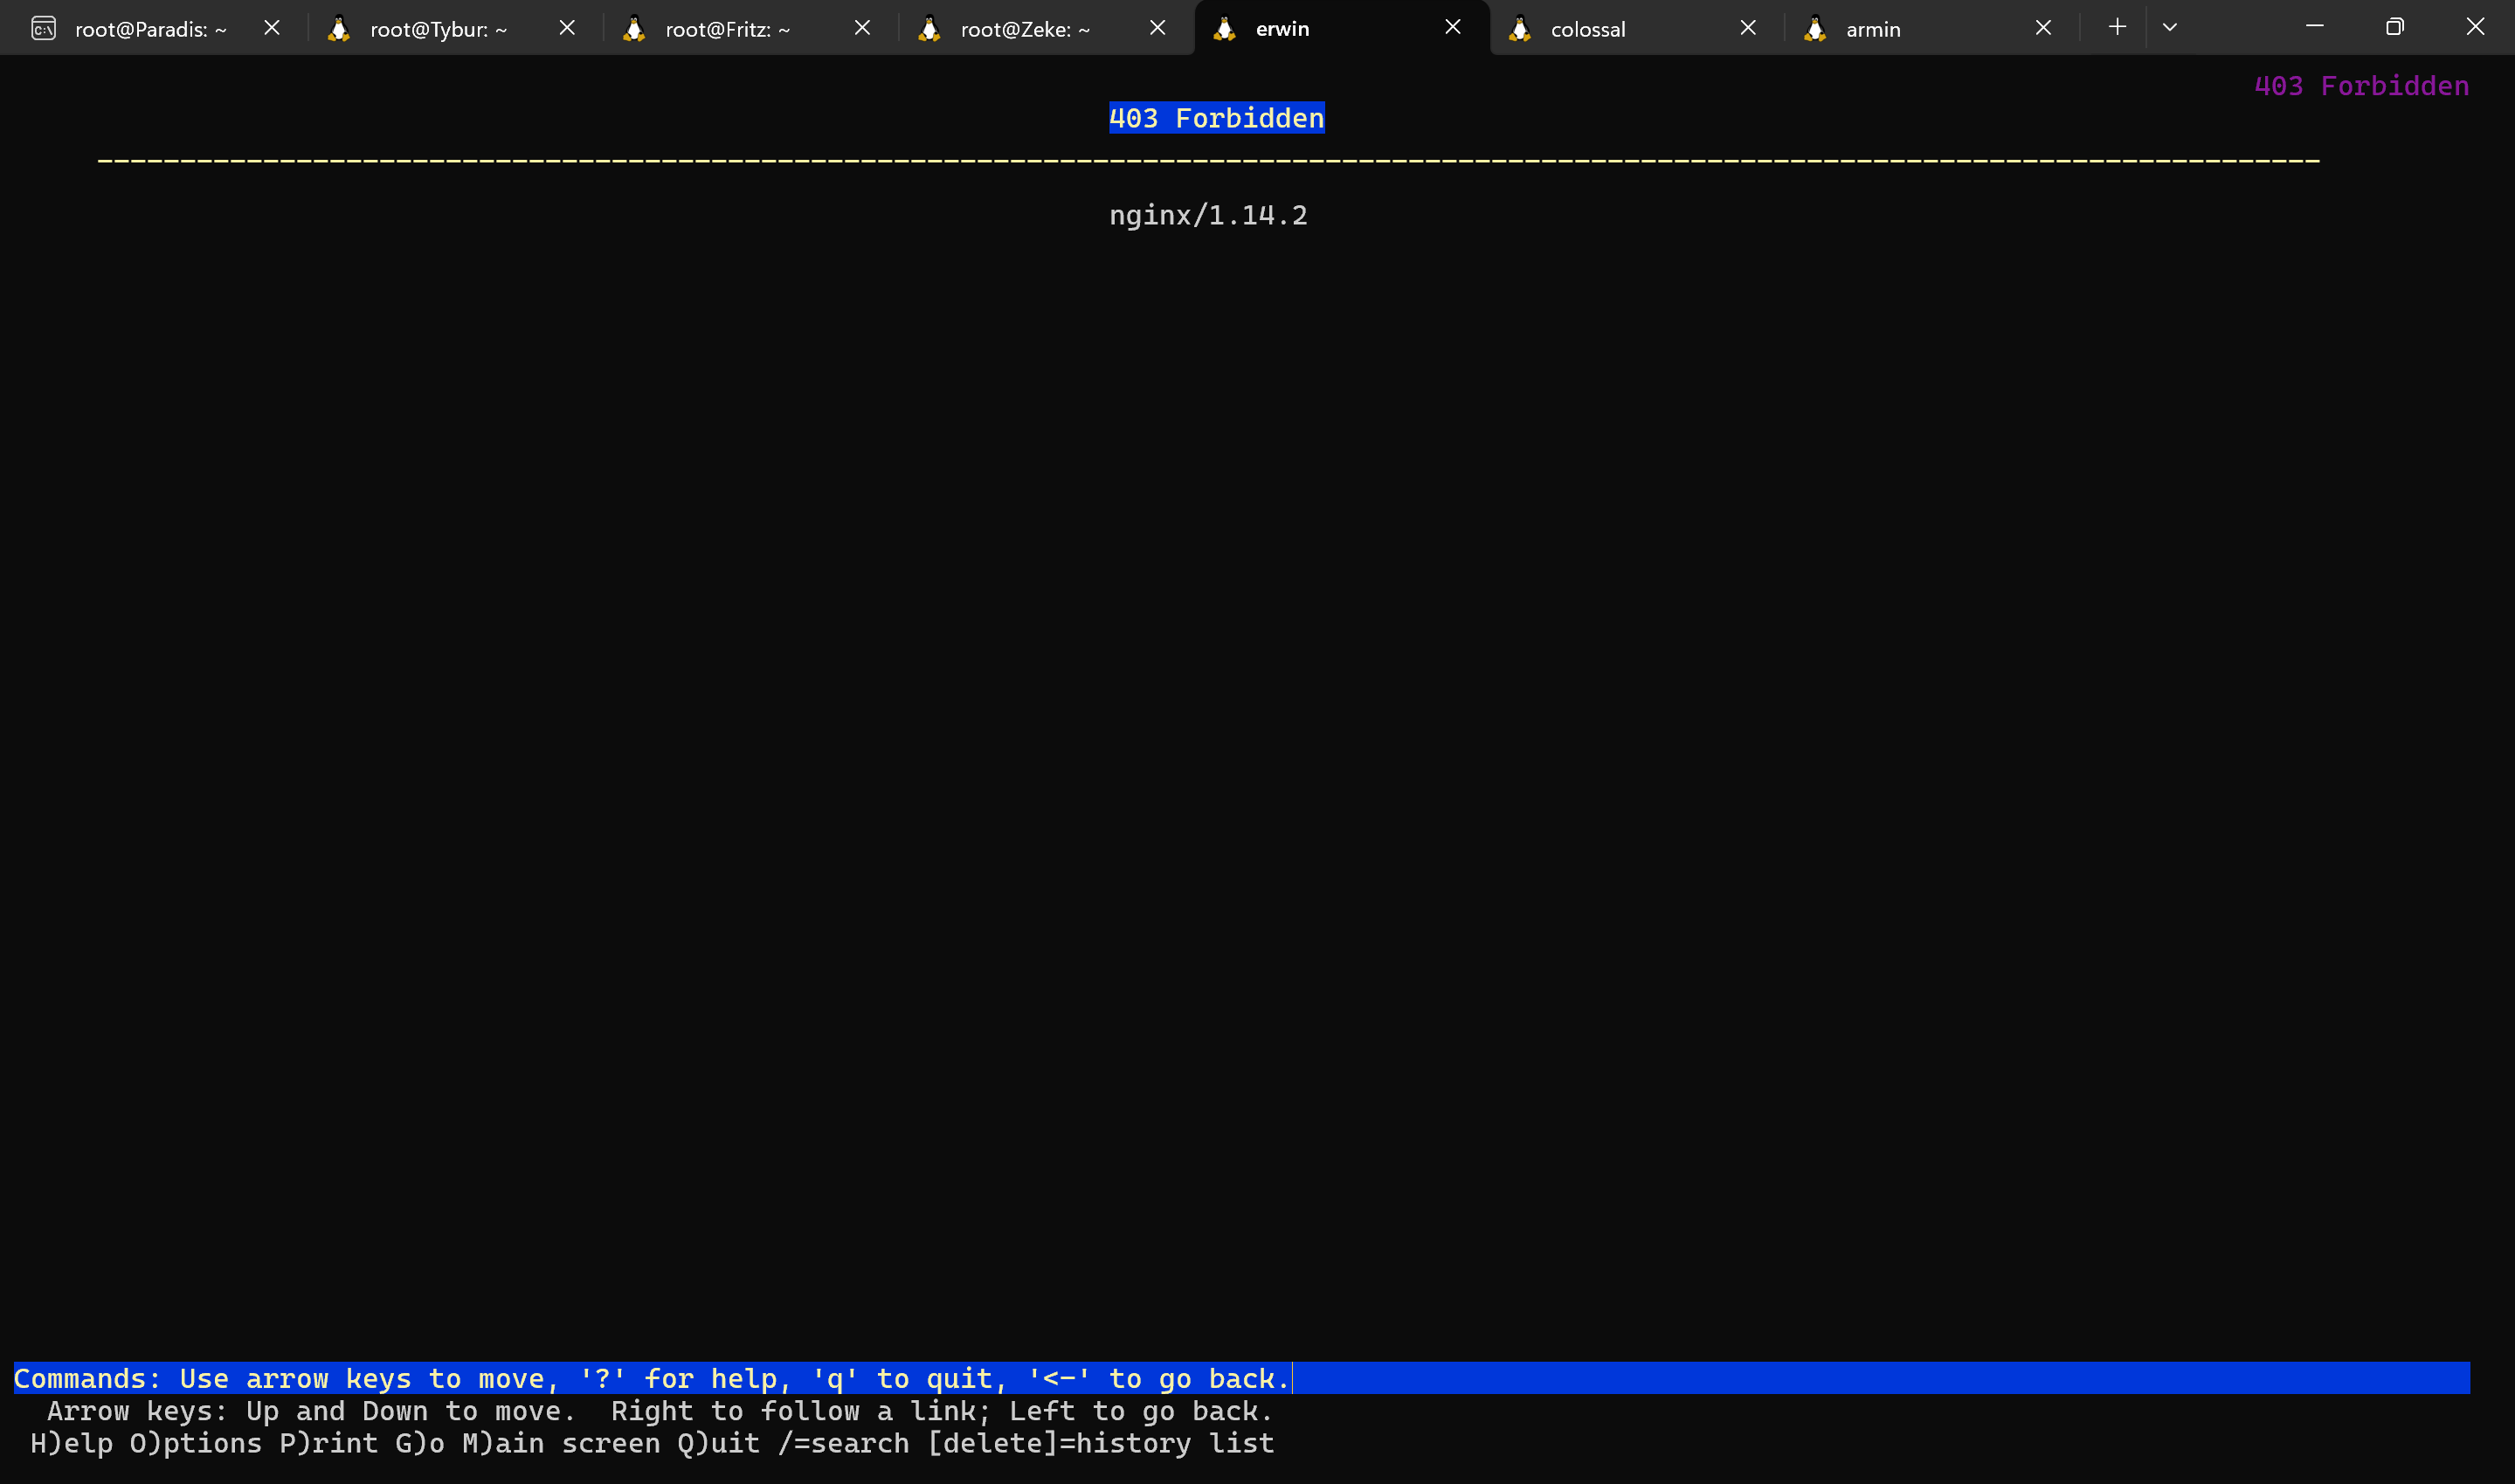 root@Paradis: ~ root@Tybur: ~ root@Fritz: ~ root@Zeke: ~ erwin colossal armin
403 Forbidden
403 Forbidden
nginx/1.14.2
Commands: Use arrow keys to move, '?' for help, 'q' to quit, '<-' to go back.
Arrow keys: Up and Down to move. Right to follow a link; Left to go back.
H)elp O)ptions P)rint G)o M)ain screen Q)uit /=search [delete]=history list